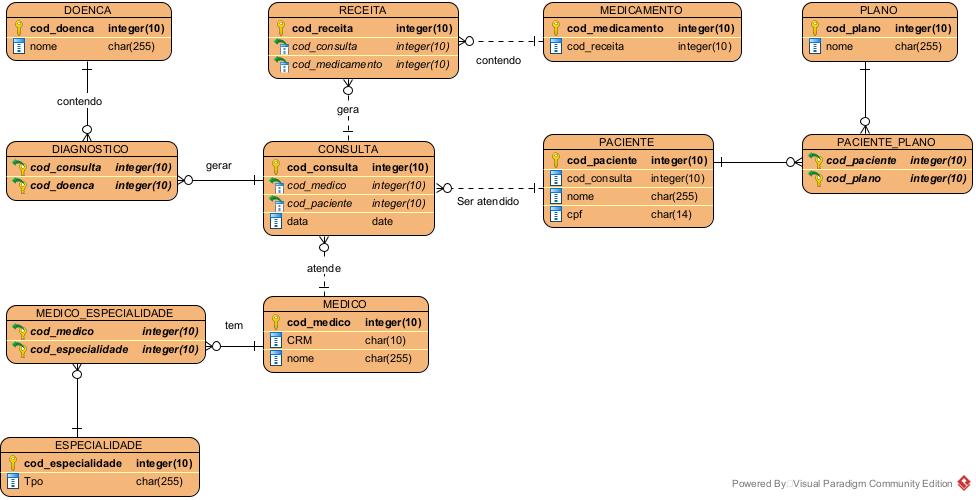 DOENCA
cod_doenca integer(10)
nome char(255)
RECEITA
cod_receita integer(10)
cod_consulta integer(10)
cod_medicamento integer(10)
MEDICAMENTO
cod_medicamento integer(10)
cod_receita integer(10)
PLANO
cod_plano integer(10)
nome char(255)
contendo
contendo
gera
DIAGNOSTICO
cod_consulta integer(10)
cod_doenca integer(10)
gerar
CONSULTA
cod_consulta integer(10)
cod_medico integer(10)
cod_paciente integer(10)
data date
Ser atendido
PACIENTE
cod_paciente integer(10)
cod_consulta integer(10)
nome char(255)
cpf char(14)
PACIENTE_PLANO
cod_paciente integer(10)
cod_plano integer(10)
atende
MEDICO_ESPECIALIDADE
cod_medico integer(10)
cod_especialidade integer(10)
tem
MEDICO
cod_medico integer(10)
CRM char(10)
nome char(255)
ESPECIALIDADE
cod_especialidade integer(10)
Tpo char(255)
Powered By Visual Paradigm Community Edition